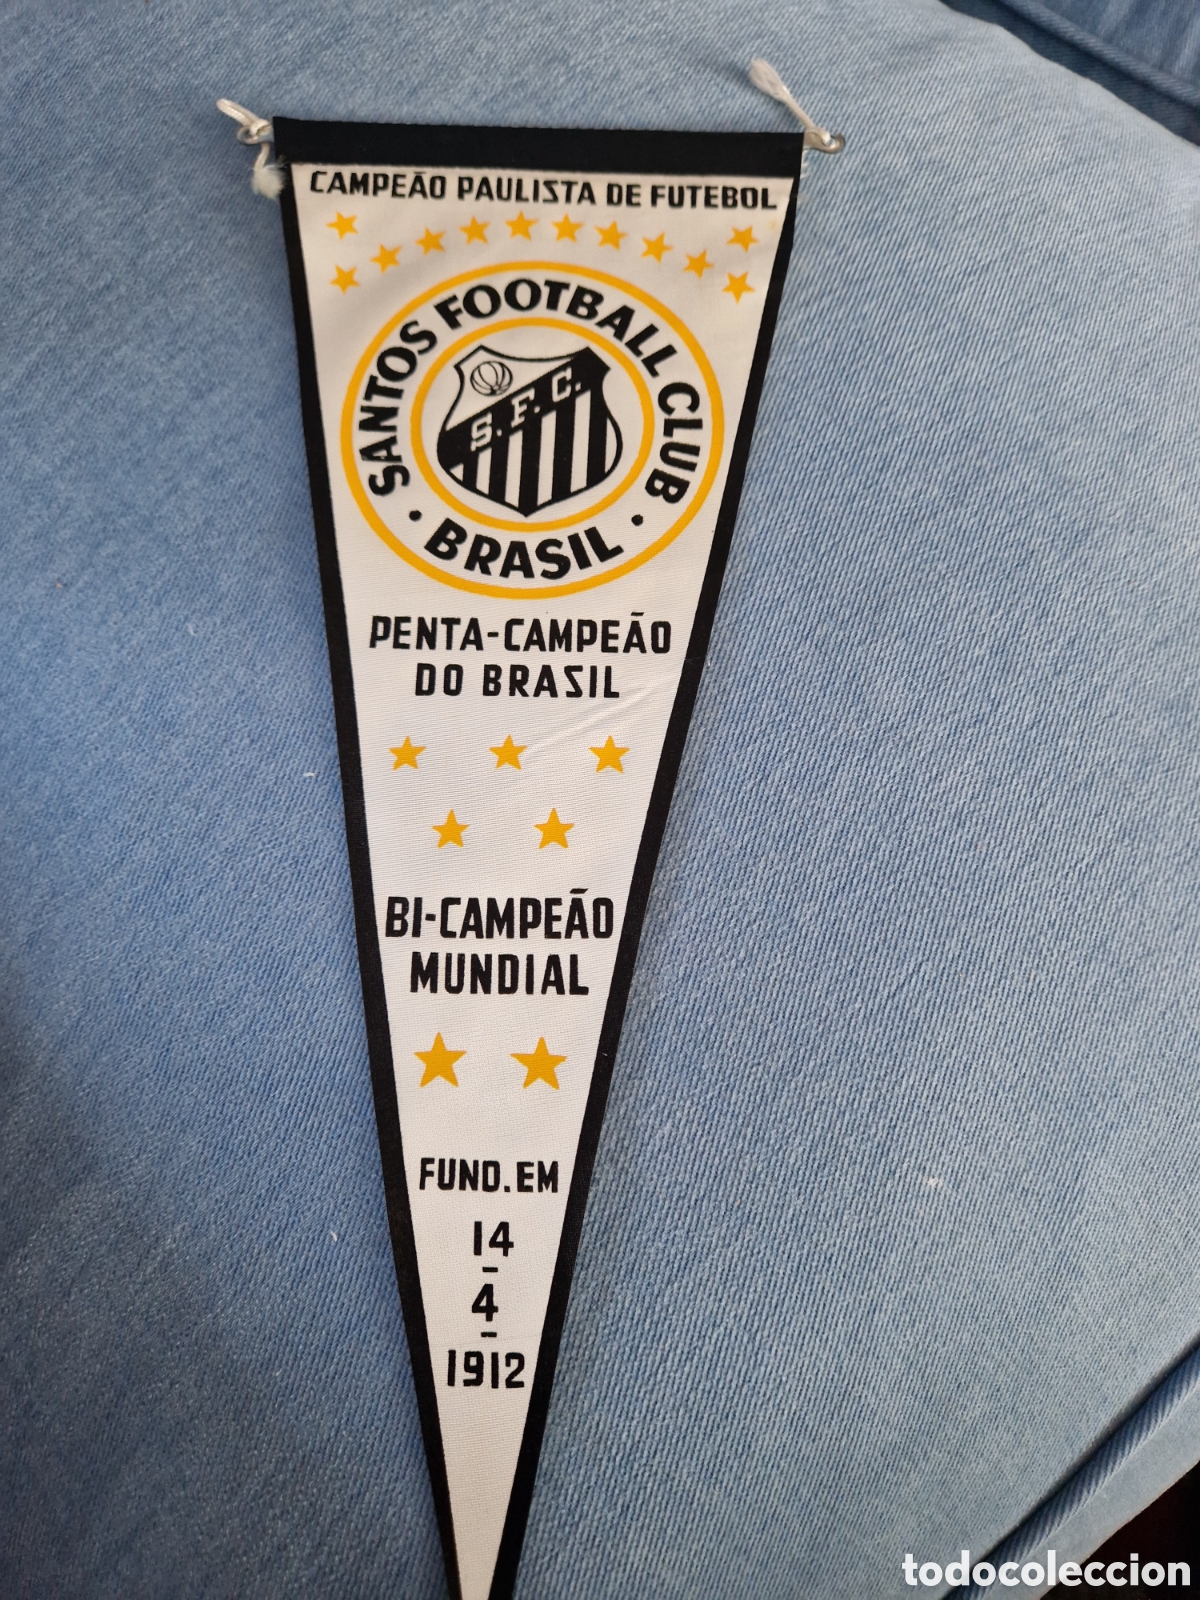 CAMPEÃO PAULISTA DE FUTEBOL
SANTOS FOOTBALL CLUB
S.F.C.
• BRASIL •
PENTA-CAMPEÃO
DO BRASIL
BI-CAMPEÃO
MUNDIAL
FUND.EM
14
-
4
-
1912
todocoleccion